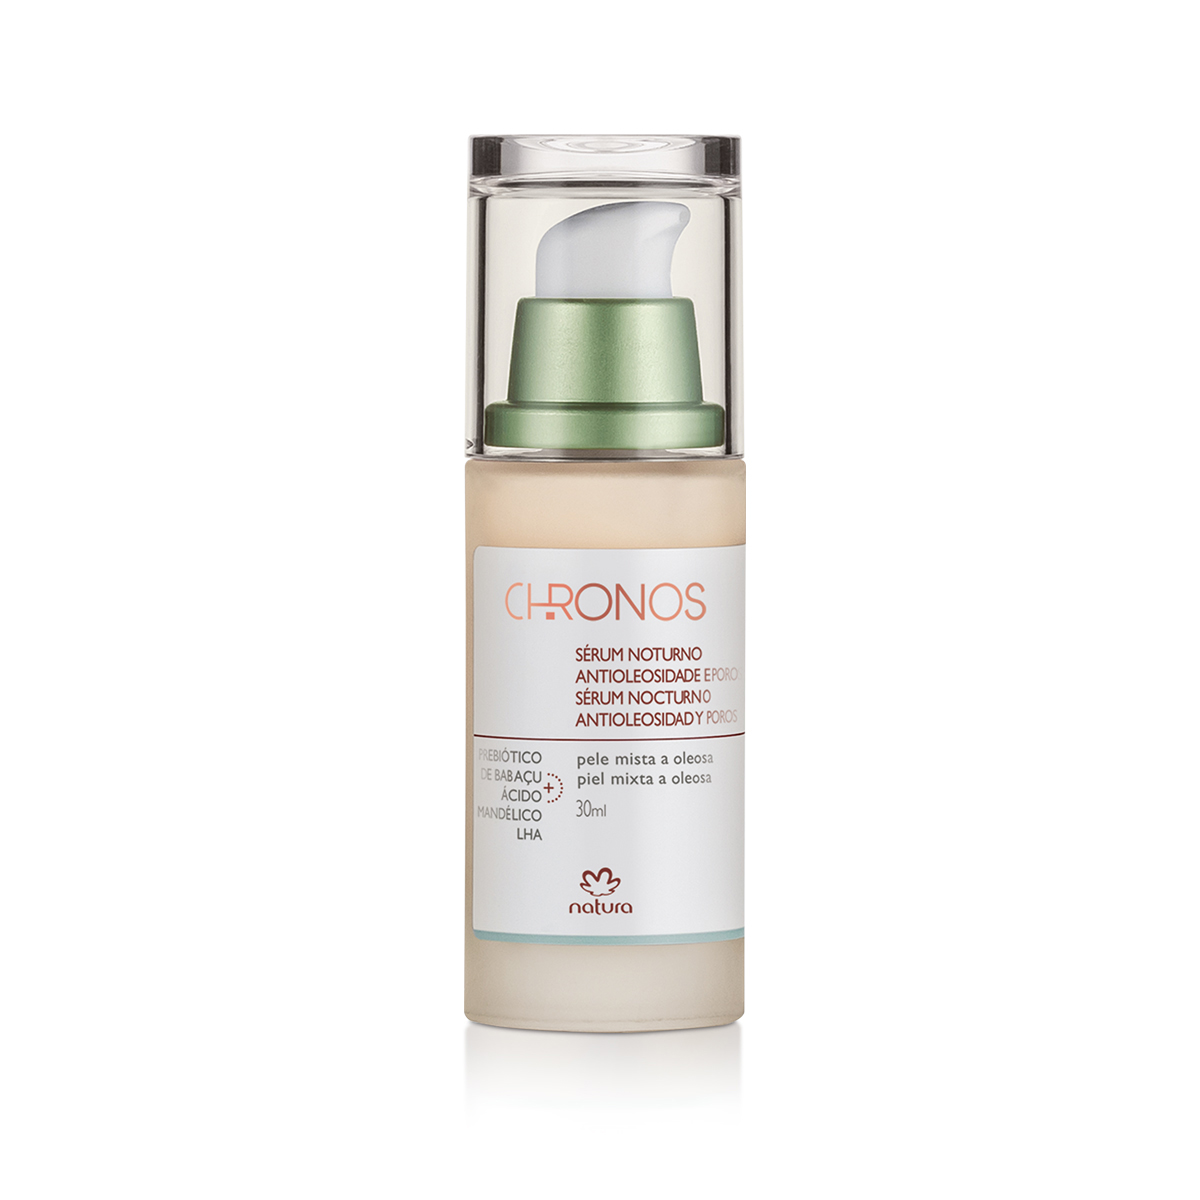 CHRONOS
SÉRUM NOTURNO
ANTIOLEOSIDADE E POROS
SÉRUM NOCTURNO
ANTIOLEOSIDAD Y POROS
PREBIÓTICO
DE BABAÇU
ÁCIDO
MANDÉLICO
LHA
+
pele mista a oleosa
piel mixta a oleosa
30ml
natura